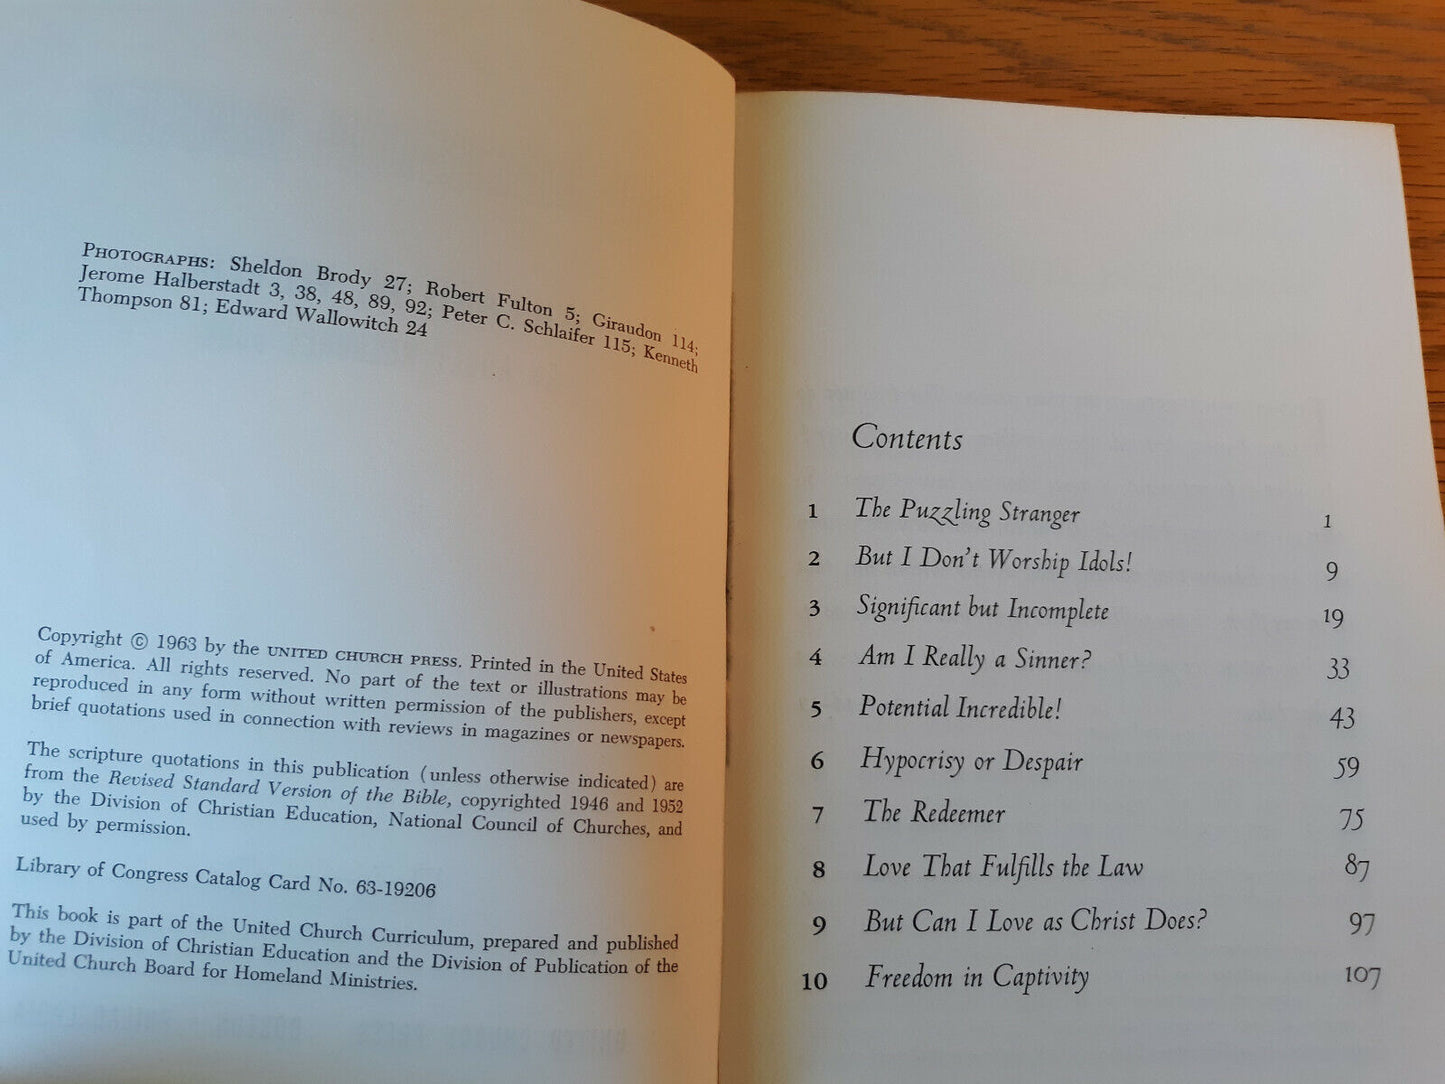 PHOTOGRAPHS: Sheldon Brody 27; Robert Fulton 5; Giraudon 114;
Jerome Halberstadt 3, 38, 48, 89, 92; Peter C. Schlaifer 115; Kenneth
Thompson 81; Edward Wallowitch 24
Copyright © 1963 by the UNITED CHURCH PRESS. Printed in the United States
of America. All rights reserved. No part of the text or illustrations may be
reproduced in any form without written permission of the publishers, except
brief quotations used in connection with reviews in magazines or newspapers.
The scripture quotations in this publication (unless otherwise indicated) are
from the Revised Standard Version of the Bible, copyrighted 1946 and 1952
by the Division of Christian Education, National Council of Churches, and
used by permission.
Library of Congress Catalog Card No. 63-19206
This book is part of the United Church Curriculum, prepared and published
by the Division of Christian Education and the Division of Publication of the
United Church Board for Homeland Ministries.
Contents
1 The Puzzling Stranger 1
2 But I Don't Worship Idols! 9
3 Significant but Incomplete 19
4 Am I Really a Sinner? 33
5 Potential Incredible! 43
6 Hypocrisy or Despair 59
7 The Redeemer 75
8 Love That Fulfills the Law 87
9 But Can I Love as Christ Does? 97
10 Freedom in Captivity 107